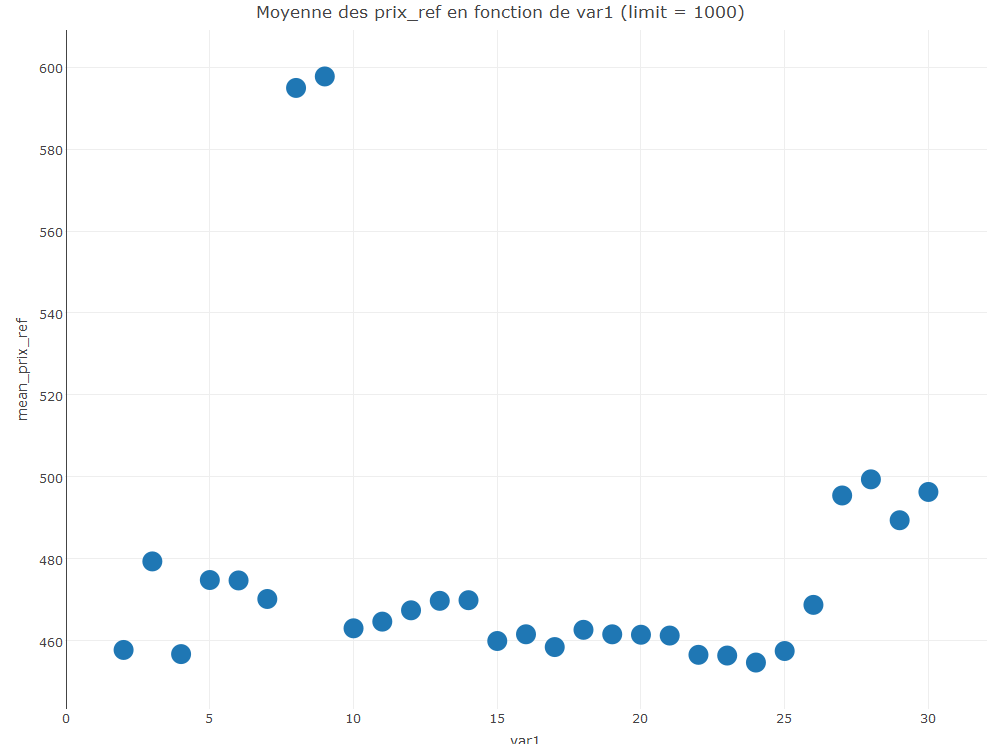 Moyenne des prix_ref en fonction de var1 (limit = 1000)
600
580
560
540
520
500
480
460
mean_prix_ref
0 5 10 15 20 25 30
var1